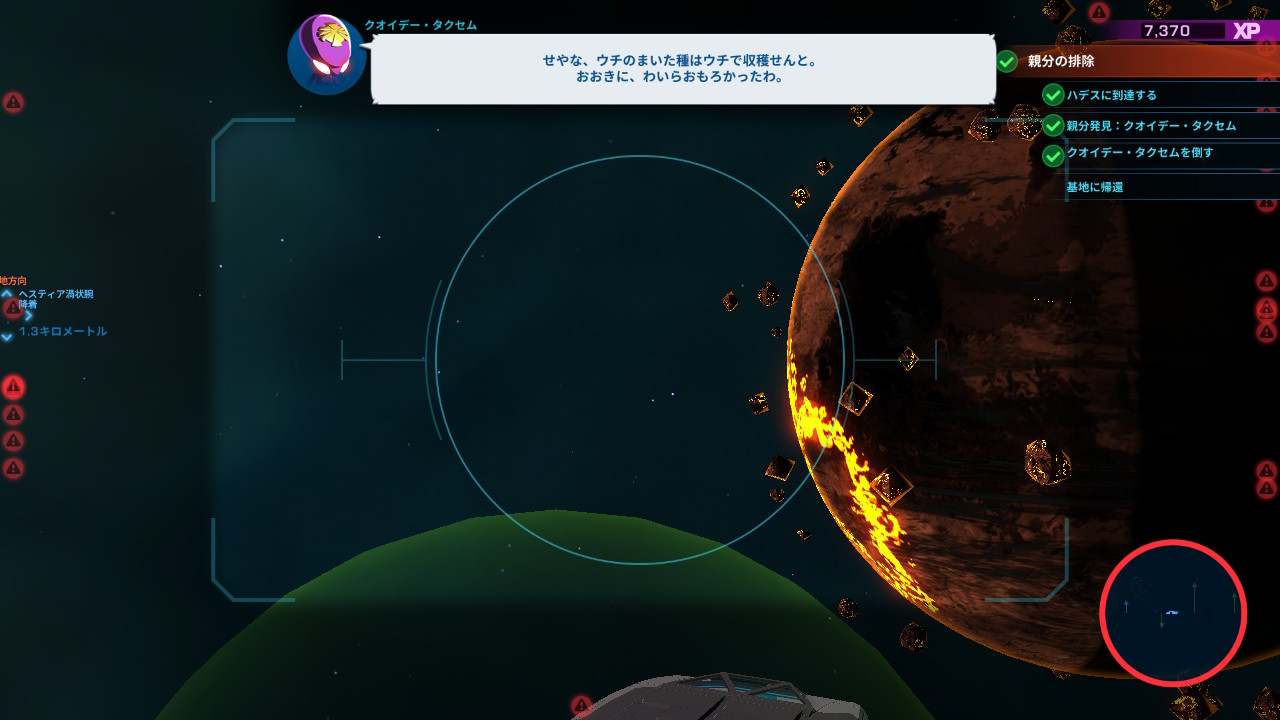 クオイデー・タクセム
せやな、ウチのまいた種はウチで収穫せんと。
おおきに、わいらおもろかったわ。
7,370 XP
親分の排除
ハデスに到達する
親分発見：クオイデー・タクセム
クオイデー・タクセムを倒す
基地に帰還
地方向
ヘスティア渦状腕
降着
1.3キロメートル